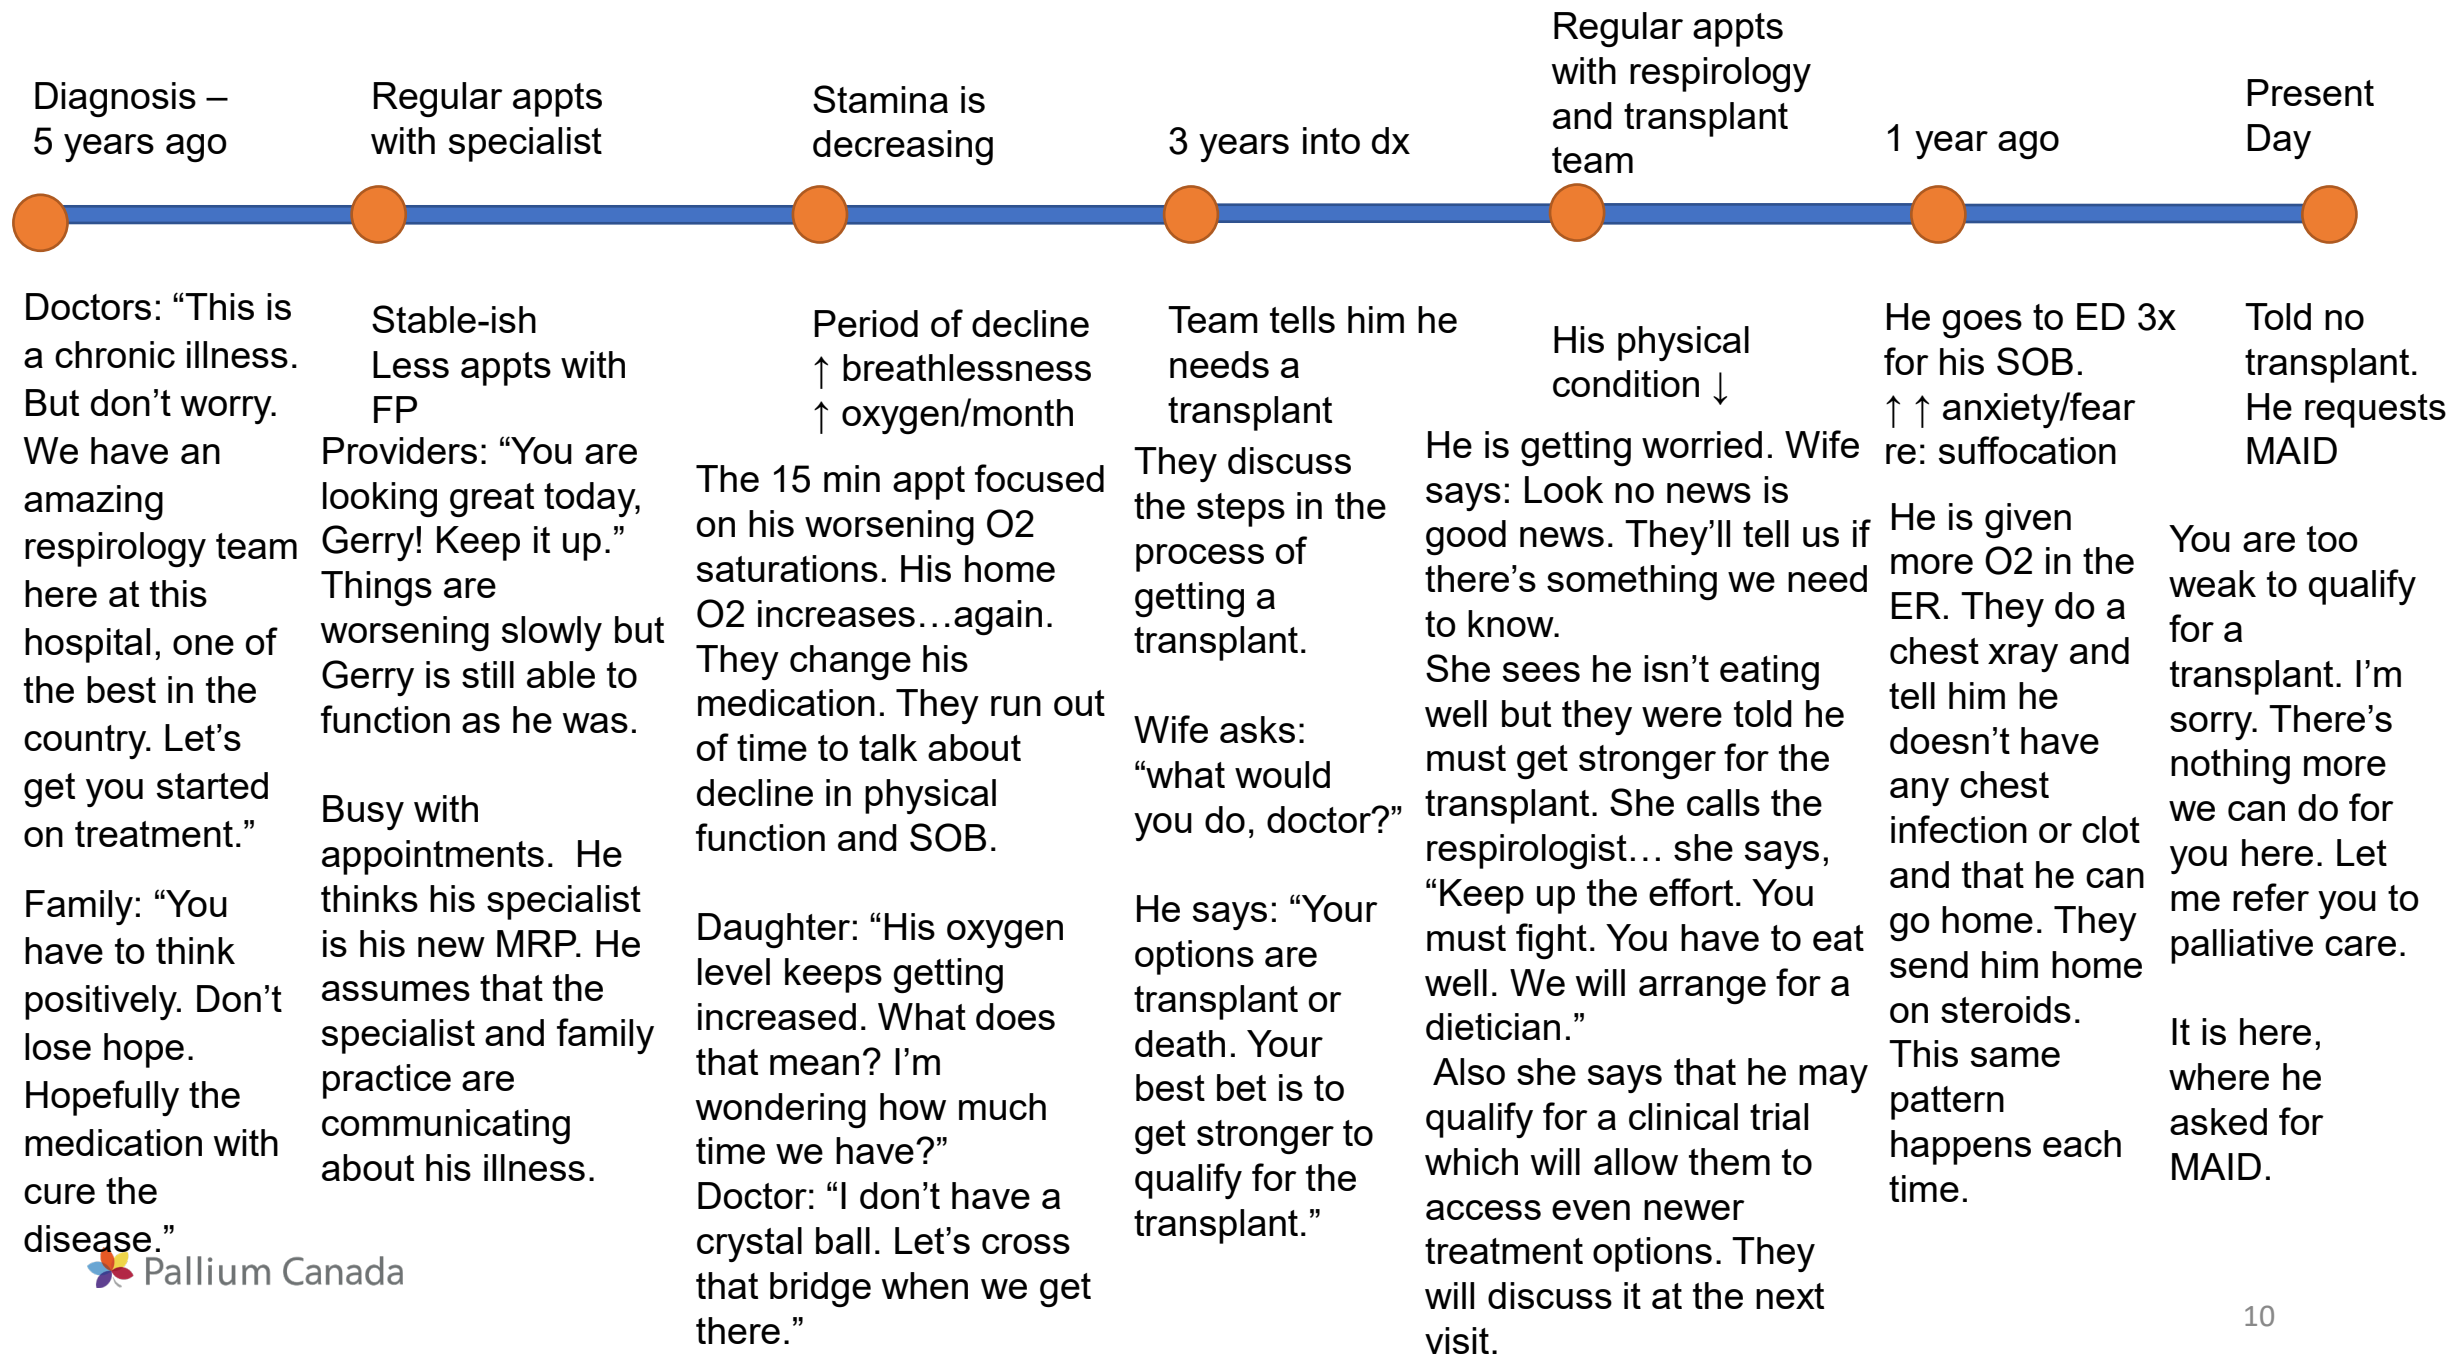 Diagnosis –
5 years ago
Regular appts
with specialist
Stamina is
decreasing
3 years into dx
Regular appts
with respirology
and transplant
team
1 year ago
Present
Day
Doctors: “This is
a chronic illness.
But don’t worry.
We have an
amazing
respirology team
here at this
hospital, one of
the best in the
country. Let’s
get you started
on treatment.”
Family: “You
have to think
positively. Don’t
lose hope.
Hopefully the
medication with
cure the
disease.”
Stable-ish
Less appts with
FP
Providers: “You are
looking great today,
Gerry! Keep it up.”
Things are
worsening slowly but
Gerry is still able to
function as he was.
Busy with
appointments.  He
thinks his specialist
is his new MRP. He
assumes that the
specialist and family
practice are
communicating
about his illness.
Period of decline
↑ breathlessness
↑ oxygen/month
The 15 min appt focused
on his worsening O2
saturations. His home
O2 increases…again.
They change his
medication. They run out
of time to talk about
decline in physical
function and SOB.
Daughter: “His oxygen
level keeps getting
increased. What does
that mean? I’m
wondering how much
time we have?”
Doctor: “I don’t have a
crystal ball. Let’s cross
that bridge when we get
there.”
Team tells him he
needs a
transplant
They discuss
the steps in the
process of
getting a
transplant.
Wife asks:
“what would
you do, doctor?”
He says: “Your
options are
transplant or
death. Your
best bet is to
get stronger to
qualify for the
transplant.”
His physical
condition ↓
He is getting worried. Wife
says: Look no news is
good news. They’ll tell us if
there’s something we need
to know.
She sees he isn’t eating
well but they were told he
must get stronger for the
transplant. She calls the
respirologist… she says,
“Keep up the effort. You
must fight. You have to eat
well. We will arrange for a
dietician.”
Also she says that he may
qualify for a clinical trial
which will allow them to
access even newer
treatment options. They
will discuss it at the next
visit.
He goes to ED 3x
for his SOB.
↑ ↑ anxiety/fear
re: suffocation
He is given
more O2 in the
ER. They do a
chest xray and
tell him he
doesn’t have
any chest
infection or clot
and that he can
go home. They
send him home
on steroids.
This same
pattern
happens each
time.
Told no
transplant.
He requests
MAID
You are too
weak to qualify
for a
transplant. I’m
sorry. There’s
nothing more
we can do for
you here. Let
me refer you to
palliative care.
It is here,
where he
asked for
MAID.
Pallium Canada
10